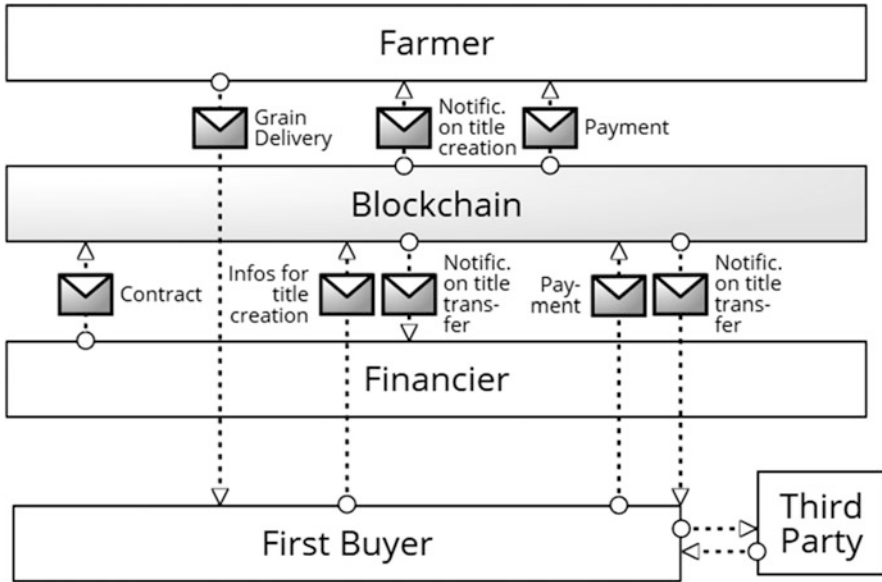 Farmer
Grain
Delivery
Notific.
on title
creation
Payment
Blockchain
Contract
Infos for
title
creation
Notific.
on title
trans-
fer
Pay-
ment
Notific.
on title
trans-
fer
Financier
First Buyer
Third
Party